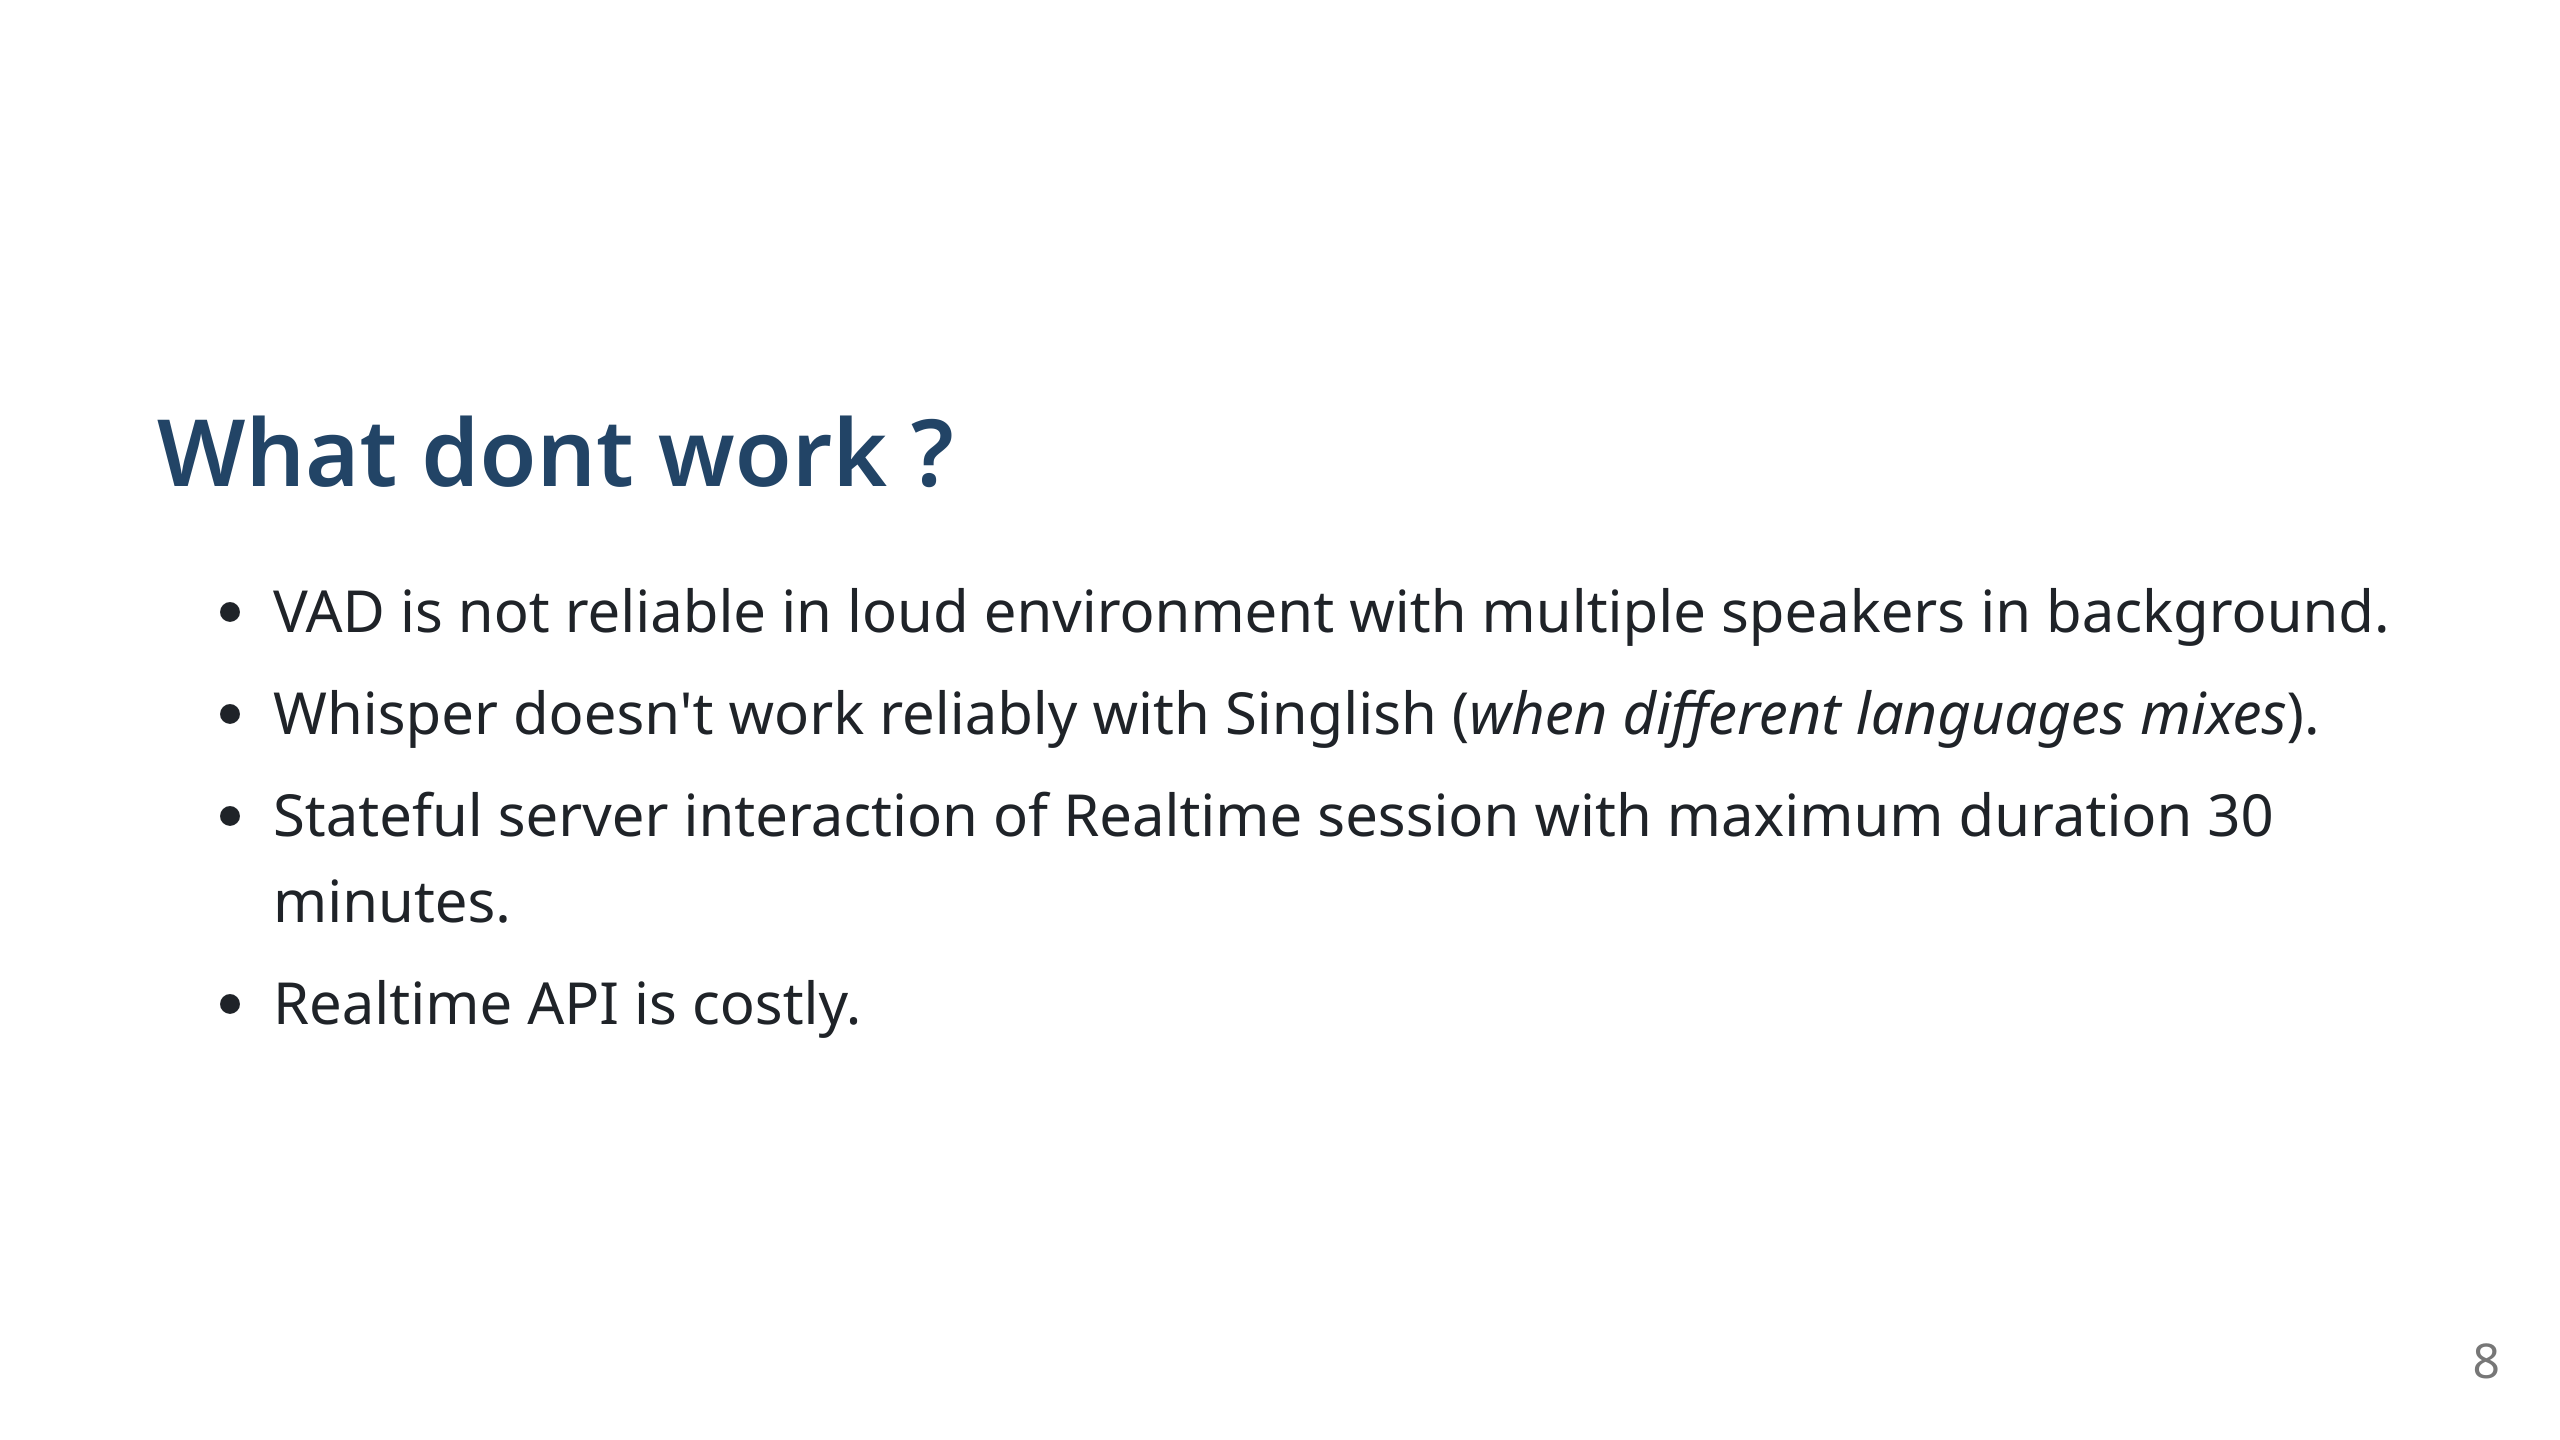 What dont work ?
• VAD is not reliable in loud environment with multiple speakers in background.
• Whisper doesn't work reliably with Singlish (when different languages mixes).
• Stateful server interaction of Realtime session with maximum duration 30
minutes.
• Realtime API is costly.
8